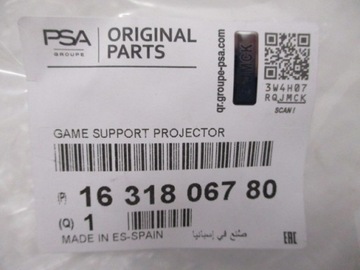 PSA
GROUPE
ORIGINAL
PARTS
qr.groupe-psa.com
3W4H07
RQJMCK
SCAN!
GAME SUPPORT PROJECTOR
(P) 16 318 067 80
(Q) 1
MADE IN ES-SPAIN صنع في إسبانيا
EAC